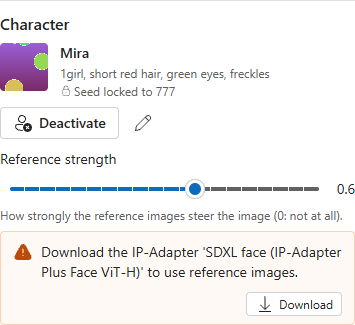 Character
Mira
1girl, short red hair, green eyes, freckles
Seed locked to 777
Deactivate
Reference strength
0.6
How strongly the reference images steer the image (0: not at all).
Download the IP-Adapter 'SDXL face (IP-Adapter
Plus Face ViT-H)' to use reference images.
Download